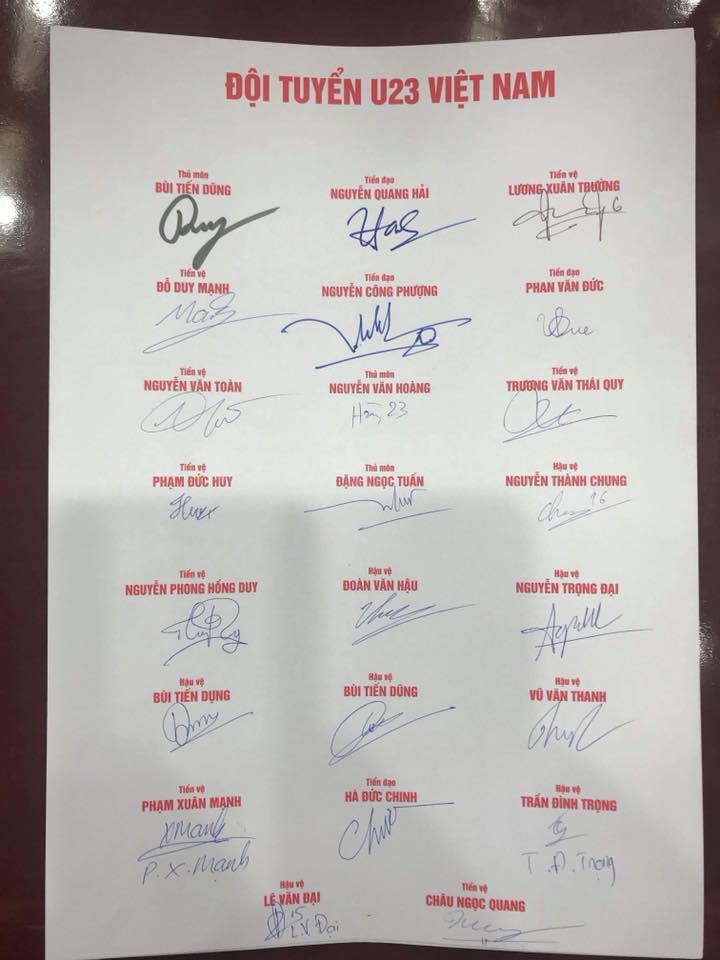 ĐỘI TUYỂN U23 VIỆT NAM
Thủ môn
BÙI TIẾN DŨNG
Tiền đạo
NGUYỄN QUANG HẢI
Tiền vệ
LƯƠNG XUÂN TRƯỜNG
6
Tiền vệ
ĐỖ DUY MẠNH
Tiền đạo
NGUYỄN CÔNG PHƯỢNG
Tiền đạo
PHAN VĂN ĐỨC
Tiền vệ
NGUYỄN VĂN TOÀN
Thủ môn
NGUYỄN VĂN HOÀNG
23
Tiền vệ
TRƯƠNG VĂN THÁI QUY
Tiền vệ
PHẠM ĐỨC HUY
Thủ môn
ĐẶNG NGỌC TUẤN
Hậu vệ
NGUYỄN THÀNH CHUNG
16
Tiền vệ
NGUYỄN PHONG HỒNG DUY
Hậu vệ
ĐOÀN VĂN HẬU
Hậu vệ
NGUYỄN TRỌNG ĐẠI
Hậu vệ
BÙI TIẾN DỤNG
Hậu vệ
BÙI TIẾN DŨNG
Hậu vệ
VŨ VĂN THANH
Tiền vệ
PHẠM XUÂN MẠNH
XManh
P.X.Mạnh
Tiền đạo
HÀ ĐỨC CHINH
Hậu vệ
TRẦN ĐÌNH TRỌNG
T.Đ.Trọng
Hậu vệ
LÊ VĂN ĐẠI
15
L.V Đại
Tiền vệ
CHÂU NGỌC QUANG